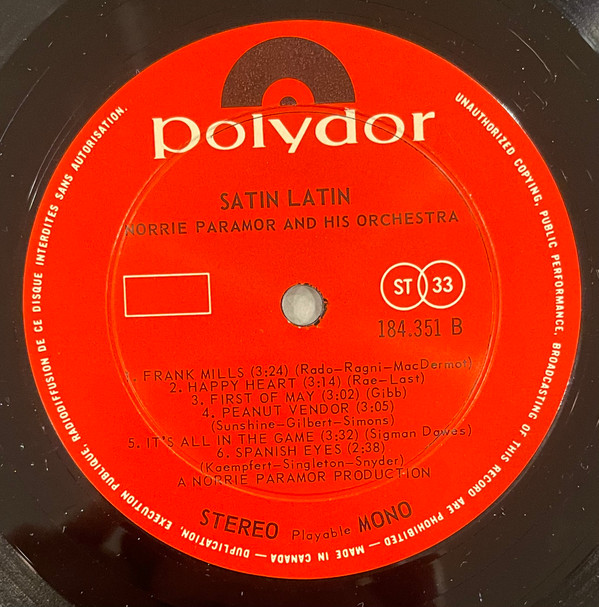 polydor
SATIN LATIN
NORRIE PARAMOR AND HIS ORCHESTRA
ST 33
184.351 B
1. FRANK MILLS (3:24) (Rado-Ragni-MacDermot)
2. HAPPY HEART (3:14) (Rae-Last)
3. FIRST OF MAY (3:02) (Gibb)
4. PEANUT VENDOR (3:05)
(Sunshine-Gilbert-Simons)
5. IT'S ALL IN THE GAME (3:32) (Sigman Dawes)
6. SPANISH EYES (2:38)
(Kaempfert-Singleton-Snyder)
A NORRIE PARAMOR PRODUCTION
STEREO Playable MONO
UNAUTHORIZED COPYING, PUBLIC PERFORMANCE, BROADCASTING OF THIS RECORD ARE PROHIBITED — MADE IN CANADA — DUPLICATION, EXECUTION PUBLIQUE, RADIODIFFUSION DE CE DISQUE INTERDITES SANS AUTORISATION.